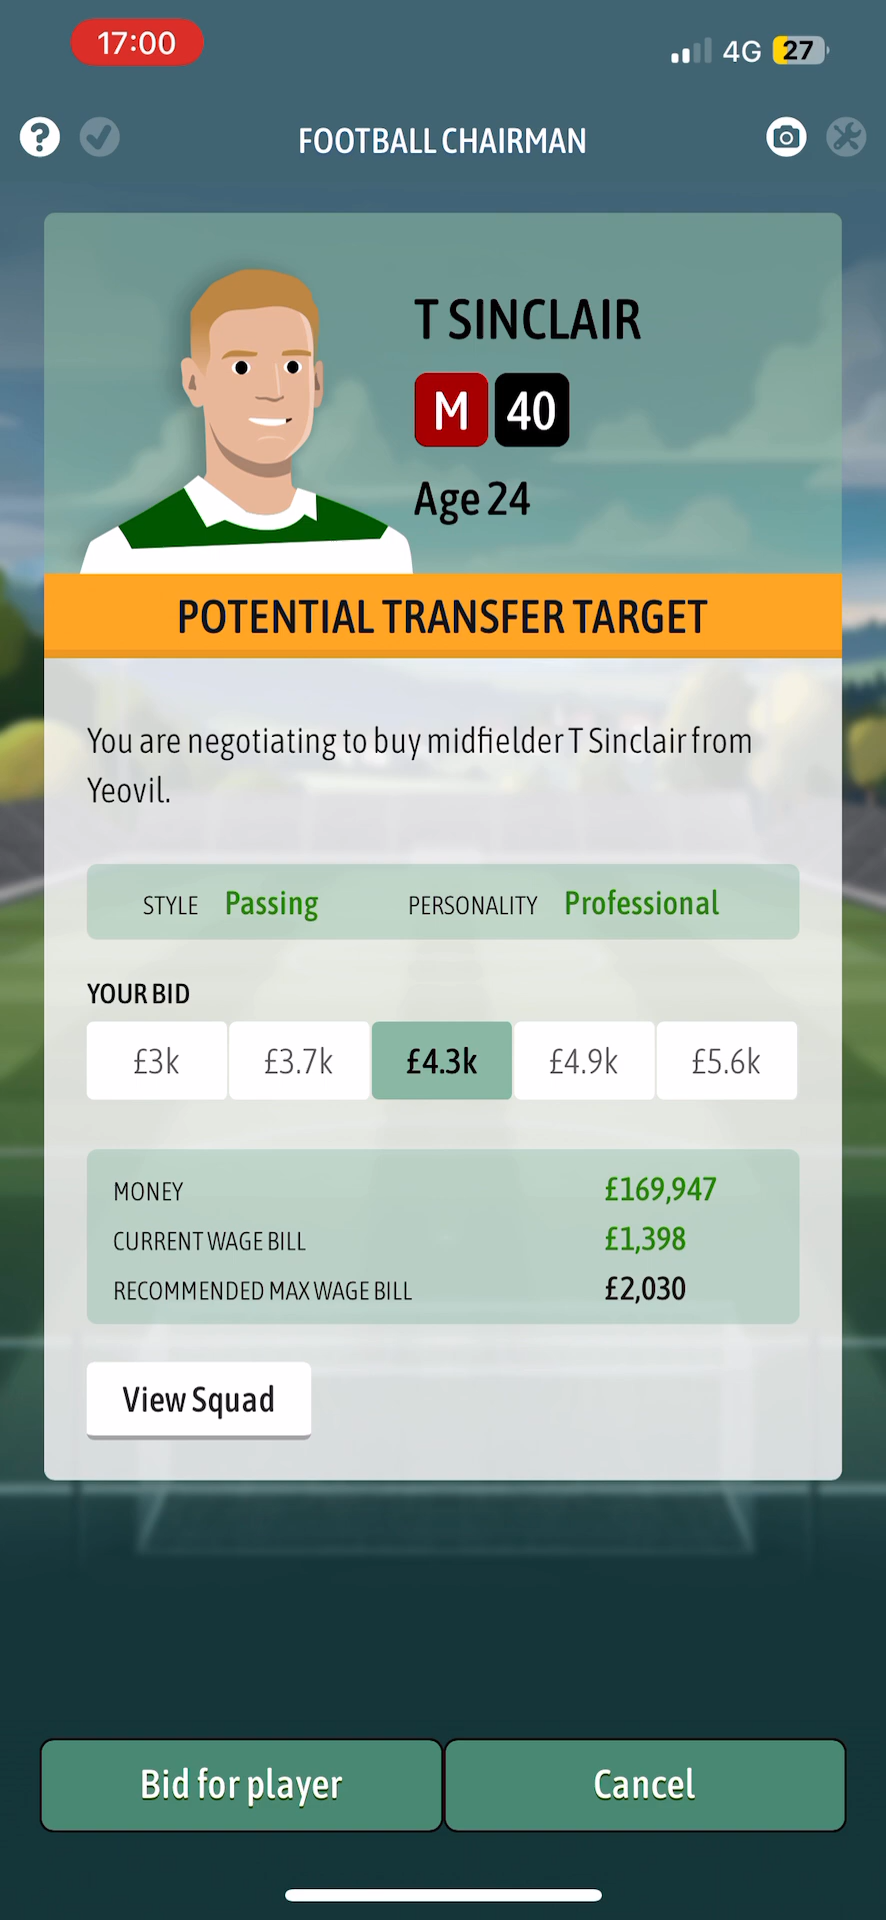 17:00
4G 27
?
FOOTBALL CHAIRMAN
T SINCLAIR
M 40
Age 24
POTENTIAL TRANSFER TARGET
You are negotiating to buy midfielder T Sinclair from
Yeovil.
STYLE Passing PERSONALITY Professional
YOUR BID
£3k £3.7k £4.3k £4.9k £5.6k
MONEY £169,947
CURRENT WAGE BILL £1,398
RECOMMENDED MAX WAGE BILL £2,030
View Squad
Bid for player Cancel